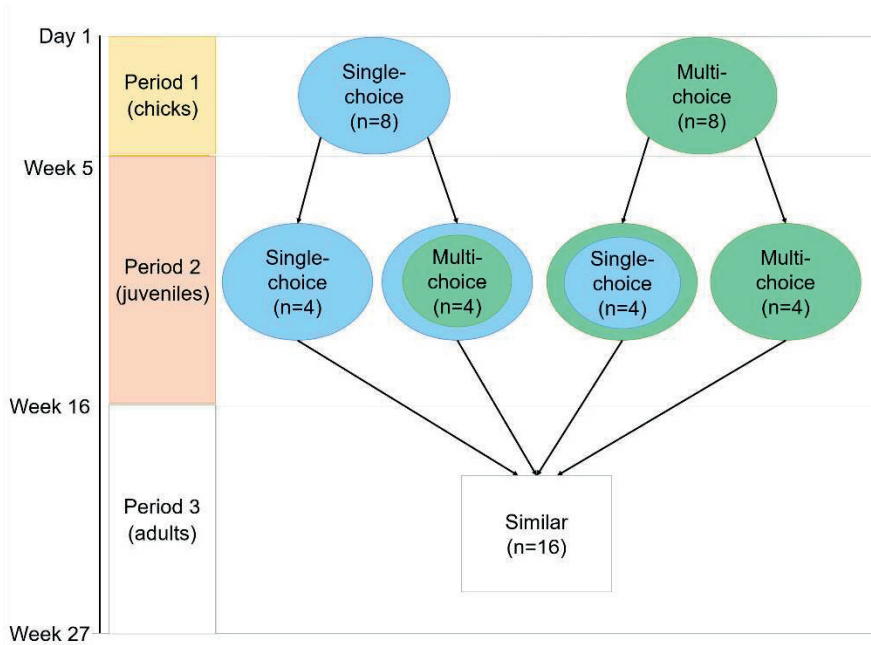 Day 1
Period 1
(chicks)
Single-
choice
(n=8)
Multi-
choice
(n=8)
Week 5
Period 2
(juveniles)
Single-
choice
(n=4)
Multi-
choice
(n=4)
Single-
choice
(n=4)
Multi-
choice
(n=4)
Week 16
Period 3
(adults)
Similar
(n=16)
Week 27